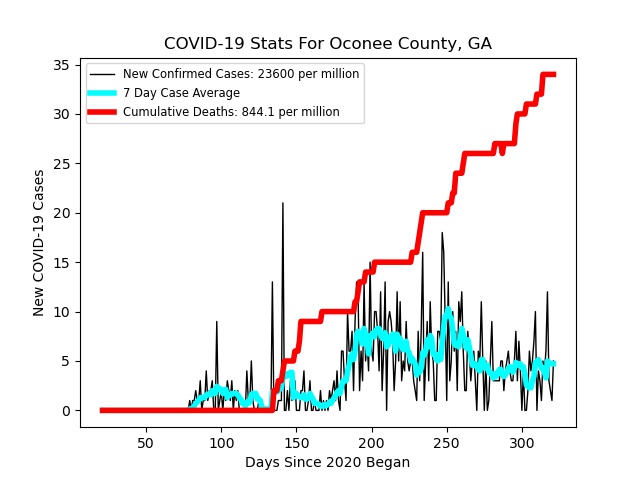 COVID-19 Stats For Oconee County, GA
New Confirmed Cases: 23600 per million
7 Day Case Average
Cumulative Deaths: 844.1 per million
New COVID-19 Cases
35
30
25
20
15
10
5
0
50 100 150 200 250 300
Days Since 2020 Began